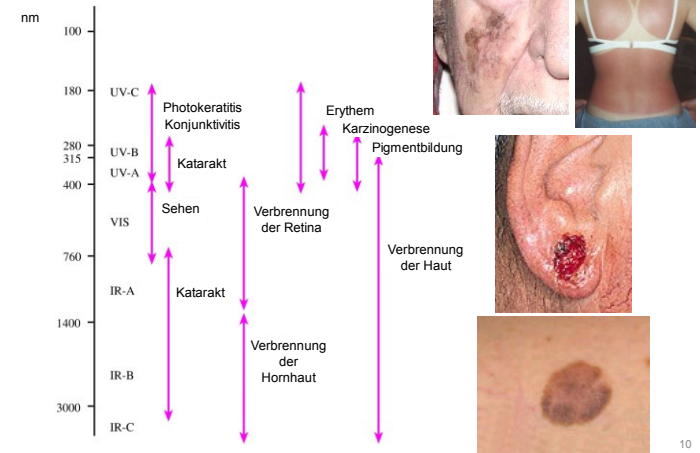 nm
100
180
UV-C
Photokeratitis
Konjunktivitis
Erythem
Karzinogenese
Pigmentbildung
280
UV-B
315
Katarakt
UV-A
400
Sehen
Verbrennung
der Retina
VIS
Verbrennung
der Haut
760
IR-A
Katarakt
1400
Verbrennung
der
Hornhaut
IR-B
3000
IR-C
10